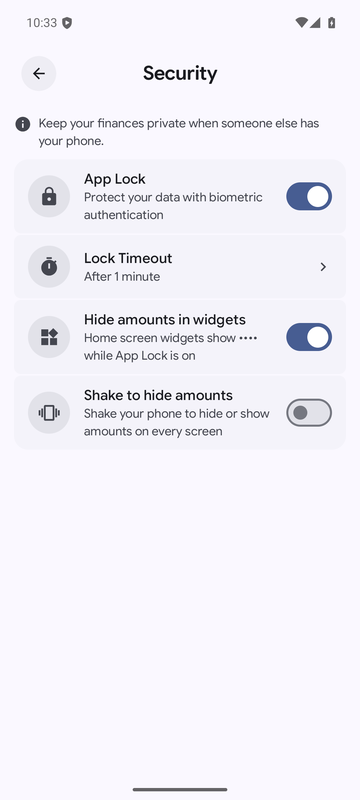 10:33
Security
Keep your finances private when someone else has
your phone.
App Lock
Protect your data with biometric
authentication
Lock Timeout
After 1 minute
Hide amounts in widgets
Home screen widgets show ••••
while App Lock is on
Shake to hide amounts
Shake your phone to hide or show
amounts on every screen